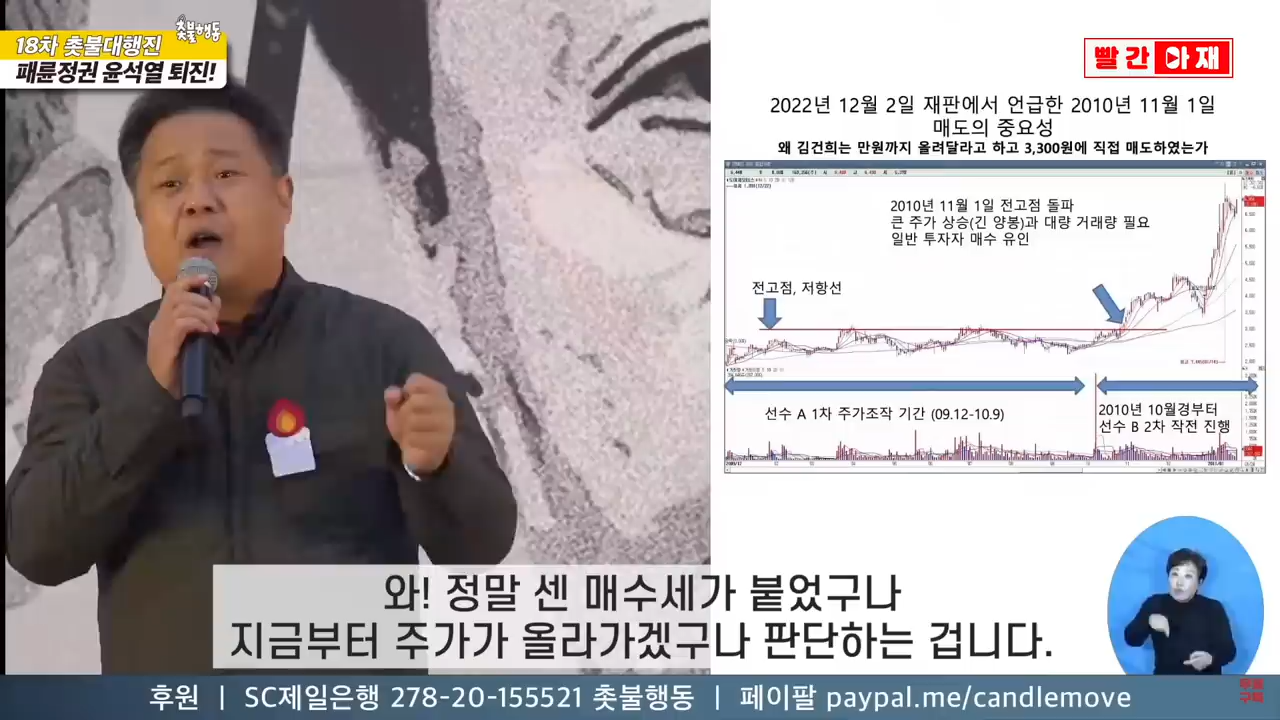 촛불행동
18차 촛불대행진
패륜정권 윤석열 퇴진!
빨간아재
2022년 12월 2일 재판에서 언급한 2010년 11월 1일
매도의 중요성
왜 김건희는 만원까지 올려달라고 하고 3,300원에 직접 매도하였는가
2010년 11월 1일 전고점 돌파
큰 주가 상승(긴 양봉)과 대량 거래량 필요
일반 투자자 매수 유인
전고점, 저항선
선수 A 1차 주가조작 기간 (09.12-10.9)
2010년 10월경부터
선수 B 2차 작전 진행
와! 정말 센 매수세가 붙었구나
지금부터 주가가 올라가겠구나 판단하는 겁니다.
후원 | SC제일은행 278-20-155521 촛불행동 | 페이팔 paypal.me/candlemove